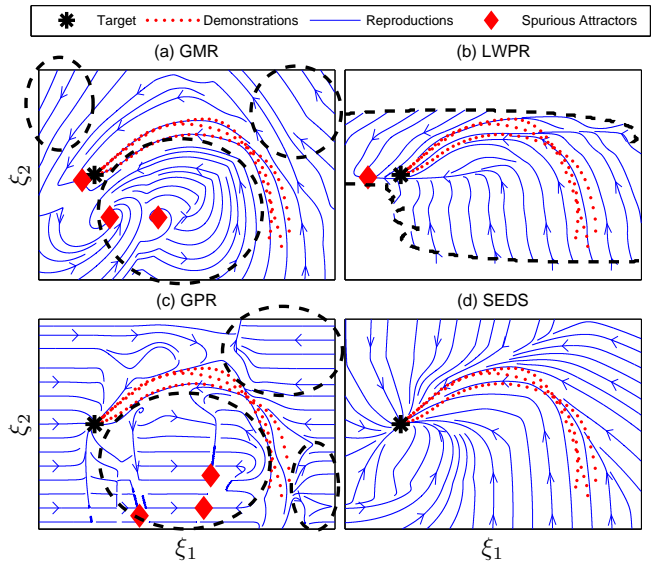 Target Demonstrations Reproductions Spurious Attractors
(a) GMR (b) LWPR
ξ2
(c) GPR (d) SEDS
ξ2
ξ1 ξ1